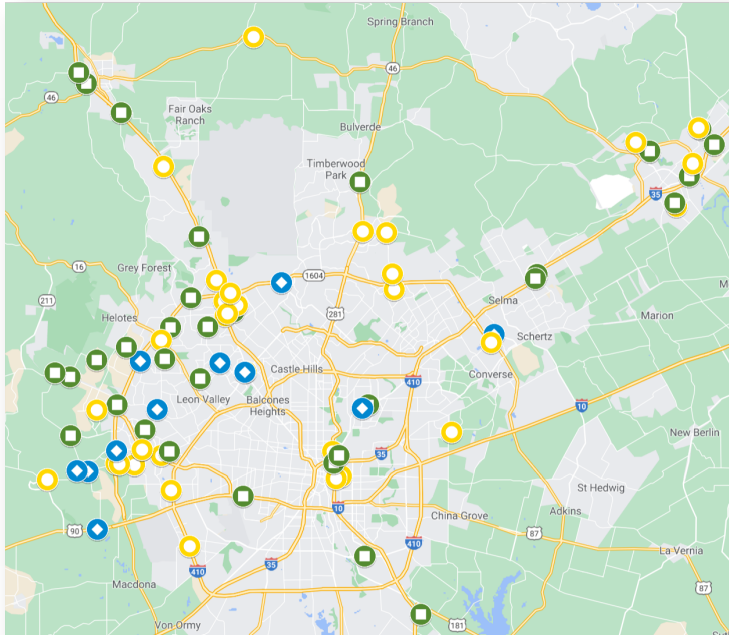 Spring Branch
46
46
Fair Oaks
Ranch
Bulverde
Timberwood
Park
35
16
Grey Forest
1604
211
Helotes
281
Selma
Marion
M
Schertz
Castle Hills
410
Converse
Leon Valley
Balcones
Heights
10
New Berlin
35
St Hedwig
10
China Grove
Adkins
90
87
410
La Vernia
35
410
Macdona
87
Von Ormy
181